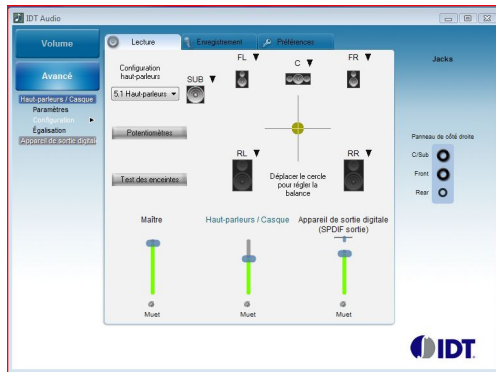 IDT Audio
Volume
Avancé
Haut-parleurs / Casque
Paramètres
Configuration
Égalisation
Appareil de sortie digital
Lecture
Enregistrement
Préférences
Configuration
haut-parleurs
5.1 Haut-parleurs
Potentiomètres
Test des enceintes
SUB
FL
C
FR
RL
RR
Déplacer le cercle
pour régler la
balance
Maître
Haut-parleurs / Casque
Appareil de sortie digitale
(SPDIF sortie)
Muet
Muet
Muet
Jacks
Panneau de côté droite
C/Sub
Front
Rear
IDT